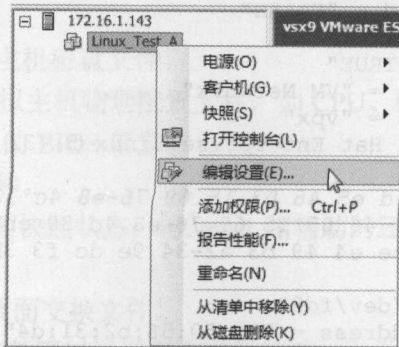 172.16.1.143
vsx9 VMware ES
Linux_Test_A
电源(O)
客户机(G)
快照(S)
打开控制台(L)
编辑设置(E)...
添加权限(P)... Ctrl+P
报告性能(F)...
重命名(N)
从清单中移除(Y)
从磁盘删除(K)